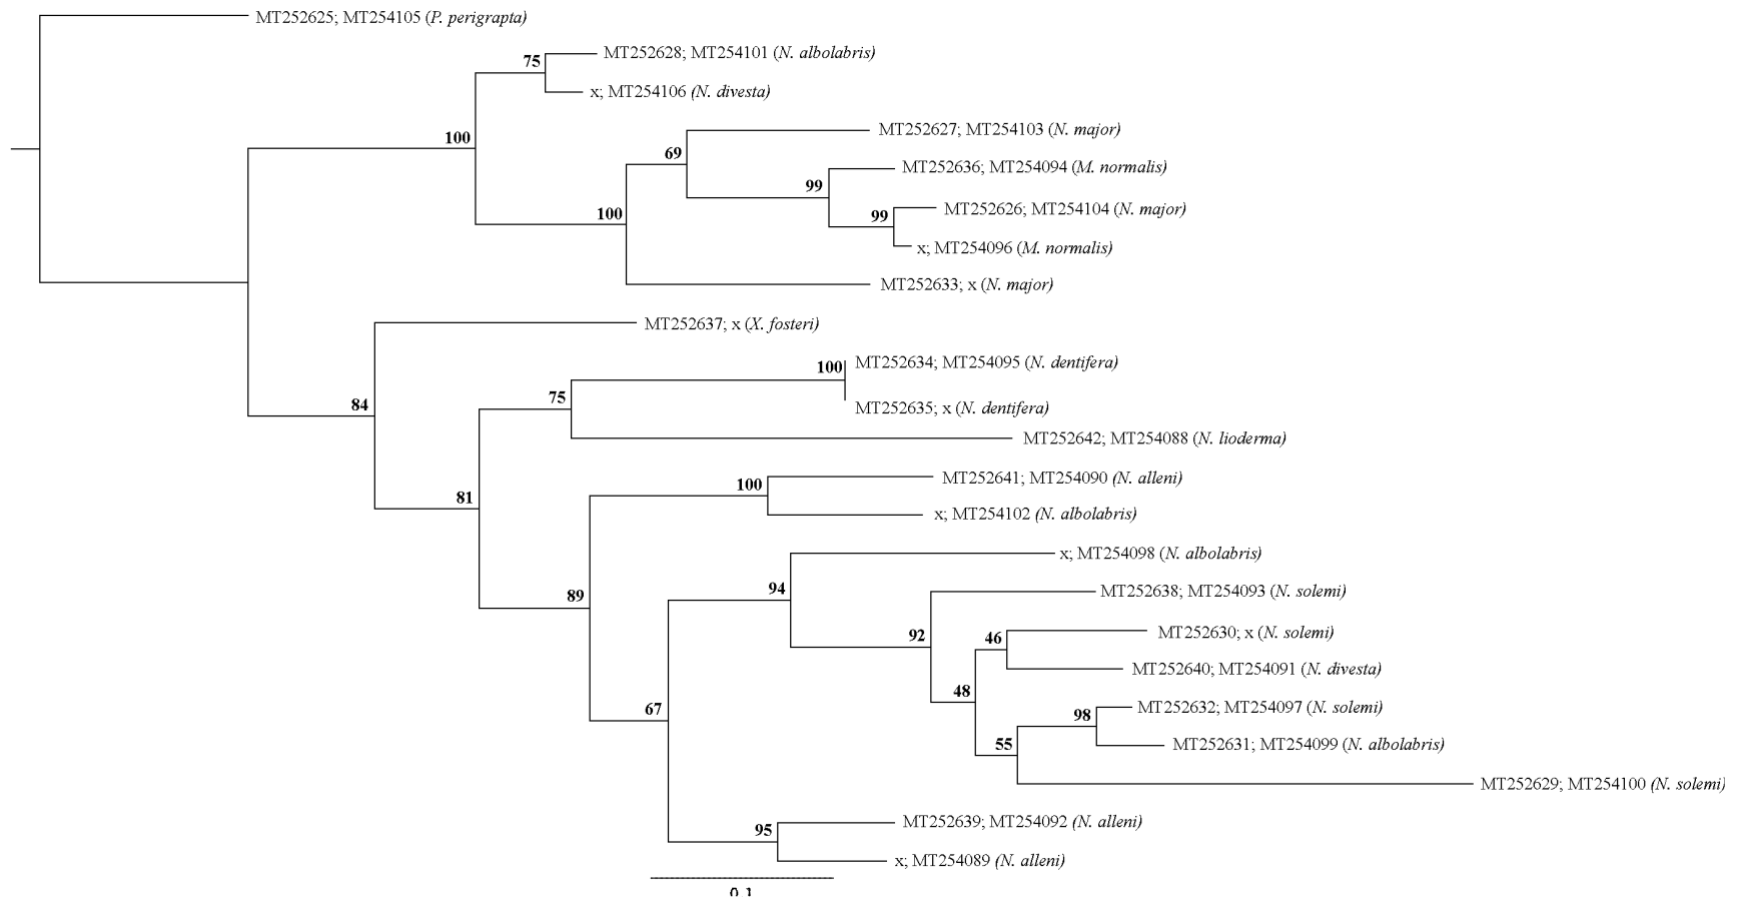 MT252625; MT254105 (P. perigrapta)
MT252628; MT254101 (N. albolabris)
75
x; MT254106 (N. divesta)
MT252627; MT254103 (N. major)
100
69
MT252636; MT254094 (M. normalis)
99
MT252626; MT254104 (N. major)
100
99
x; MT254096 (M. normalis)
MT252633; x (N. major)
MT252637; x (X. fosteri)
MT252634; MT254095 (N. dentifera)
100
75
84
MT252635; x (N. dentifera)
MT252642; MT254088 (N. lioderma)
MT252641; MT254090 (N. alleni)
100
81
x; MT254102 (N. albolabris)
x; MT254098 (N. albolabris)
94
MT252638; MT254093 (N. solemi)
89
MT252630; x (N. solemi)
92
46
MT252640; MT254091 (N. divesta)
48
67
MT252632; MT254097 (N. solemi)
98
55
MT252631; MT254099 (N. albolabris)
MT252629; MT254100 (N. solemi)
MT252639; MT254092 (N. alleni)
95
x; MT254089 (N. alleni)
0.1